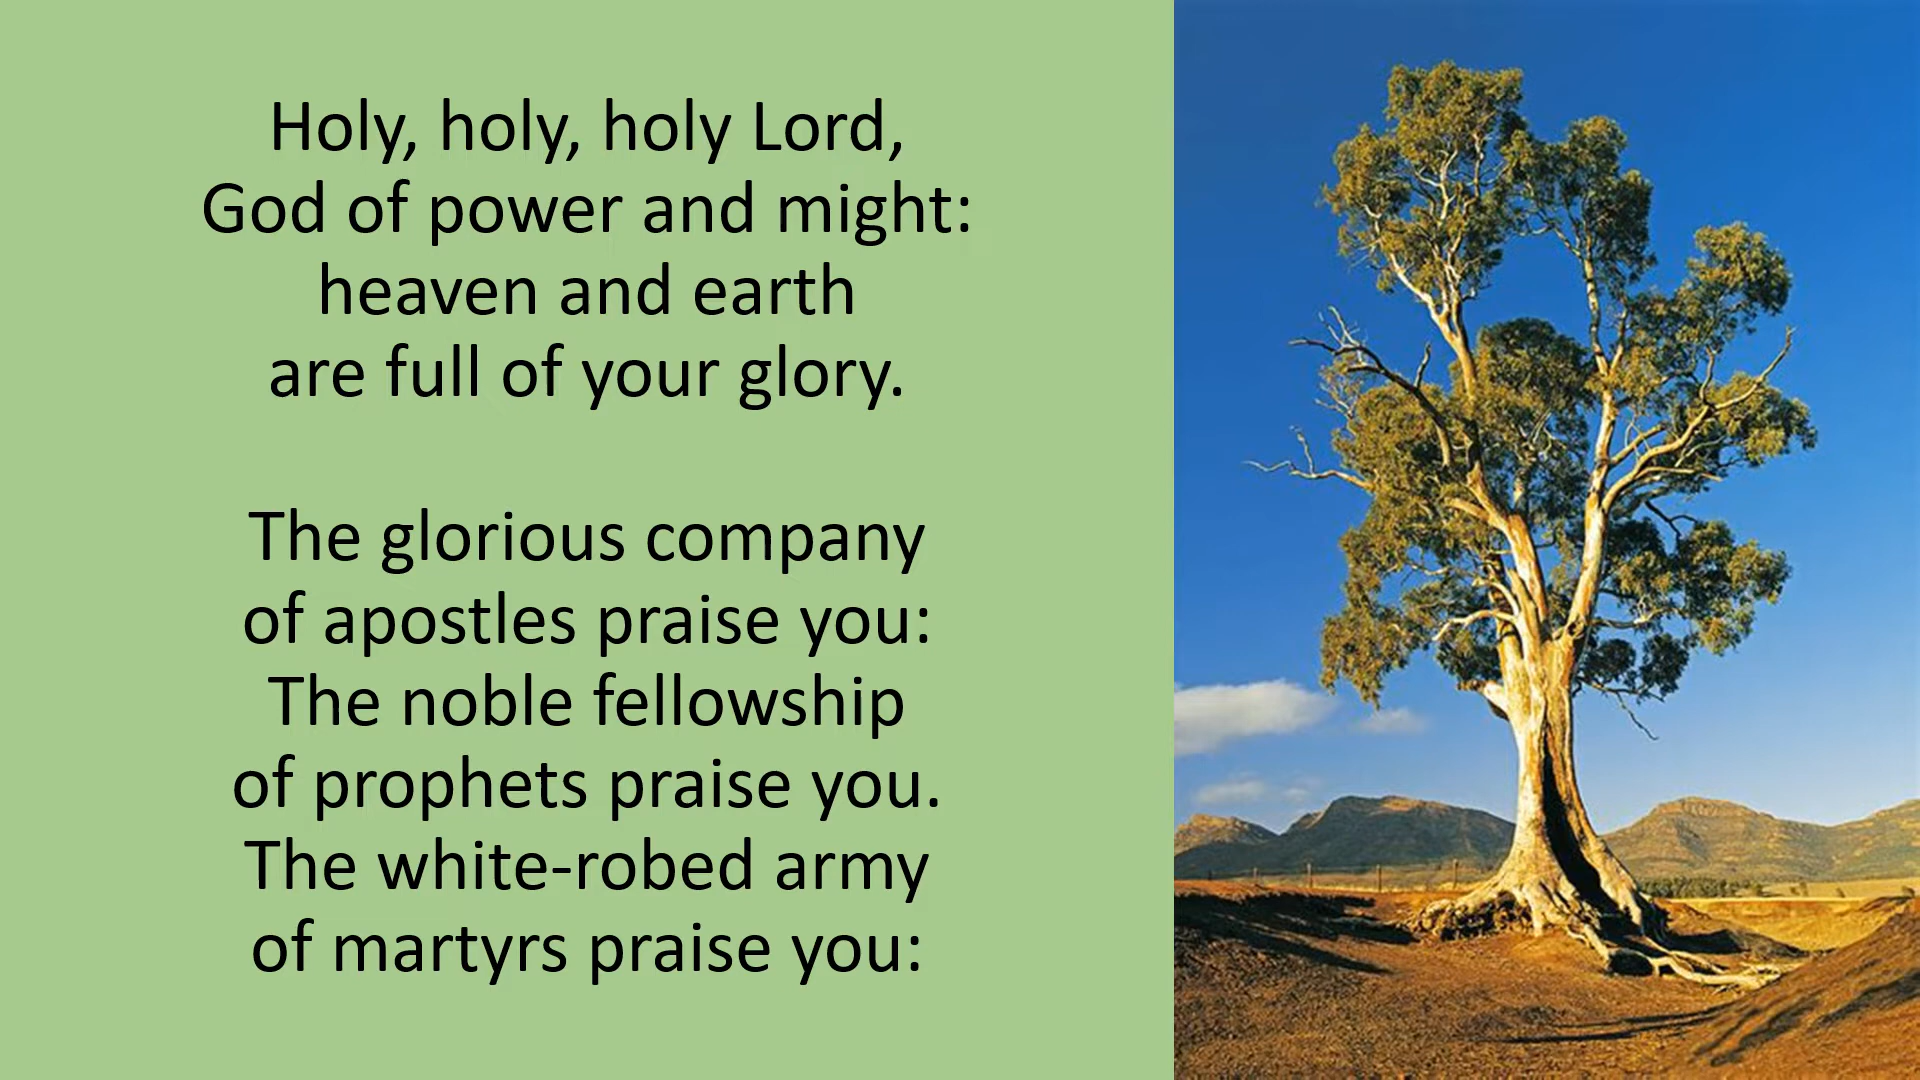 Holy, holy, holy Lord,
God of power and might:
heaven and earth
are full of your glory.
The glorious company
of apostles praise you:
The noble fellowship
of prophets praise you.
The white-robed army
of martyrs praise you: